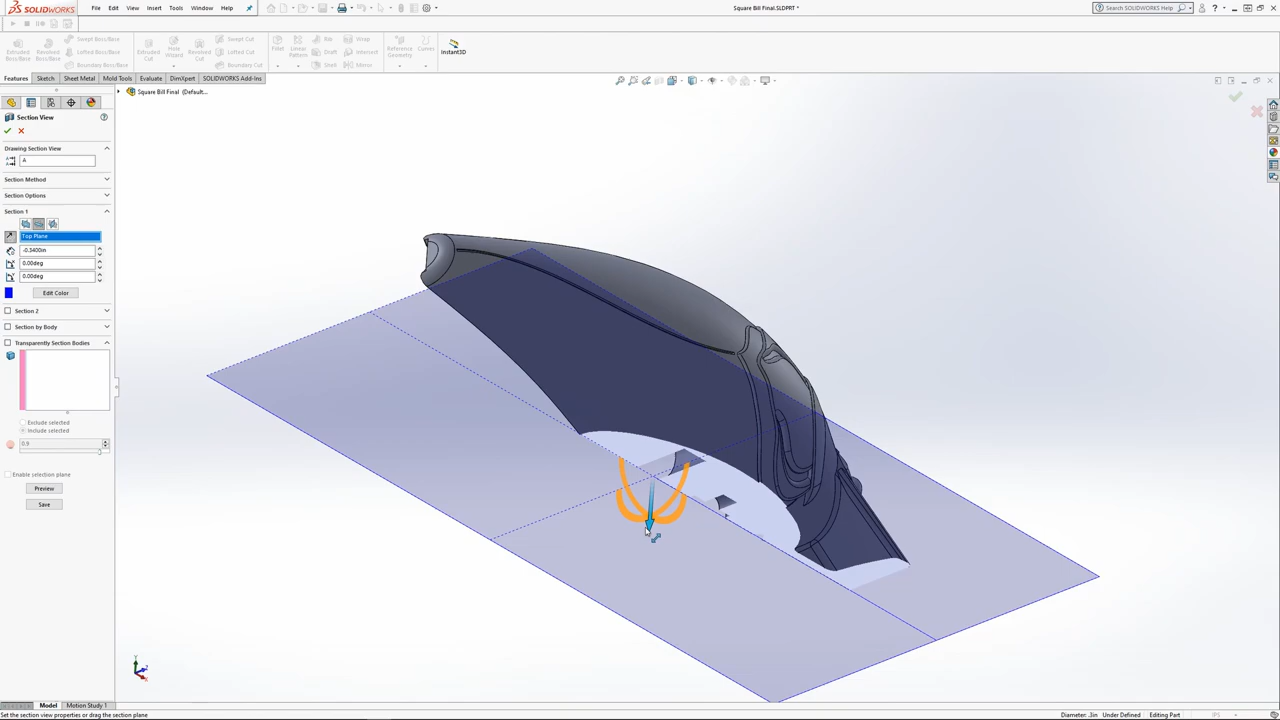 SOLIDWORKS File Edit View Insert Tools Window Help Square Bill Final.SLDPRT * Search SOLIDWORKS Help
Extruded Boss/Base
Revolved Boss/Base
Swept Boss/Base
Lofted Boss/Base
Boundary Boss/Base
Extruded Cut
Hole Wizard
Revolved Cut
Swept Cut
Lofted Cut
Boundary Cut
Fillet
Linear Pattern
Rib
Draft
Shell
Wrap
Intersect
Mirror
Reference Geometry
Curves
Instant3D
Features Sketch Sheet Metal Mold Tools Evaluate DimXpert SOLIDWORKS Add-Ins
Square Bill Final (Default...
Section View
Drawing Section View
A
Section Method
Section Options
Section 1
Top Plane
-0.3400in
0.00deg
0.00deg
Edit Color
Section 2
Section by Body
Transparently Section Bodies
Exclude selected
Include selected
0.9
Enable selection plane
Preview
Save
Model Motion Study 1
Set the section view properties or drag the section plane Diameter: .3in Under Defined Editing Part IPS